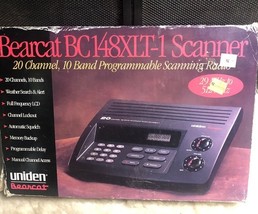 Bearcat BC148XLT-1 Scanner
20 Channel, 10 Band Programmable Scanning Radio
20 Channels, 10 Bands
Weather Search & Alert
Full Frequency LCD
Channel Lockout
Automatic Squelch
Memory Backup
Programmable Delay
Manual Channel Access
uniden
Bearcat